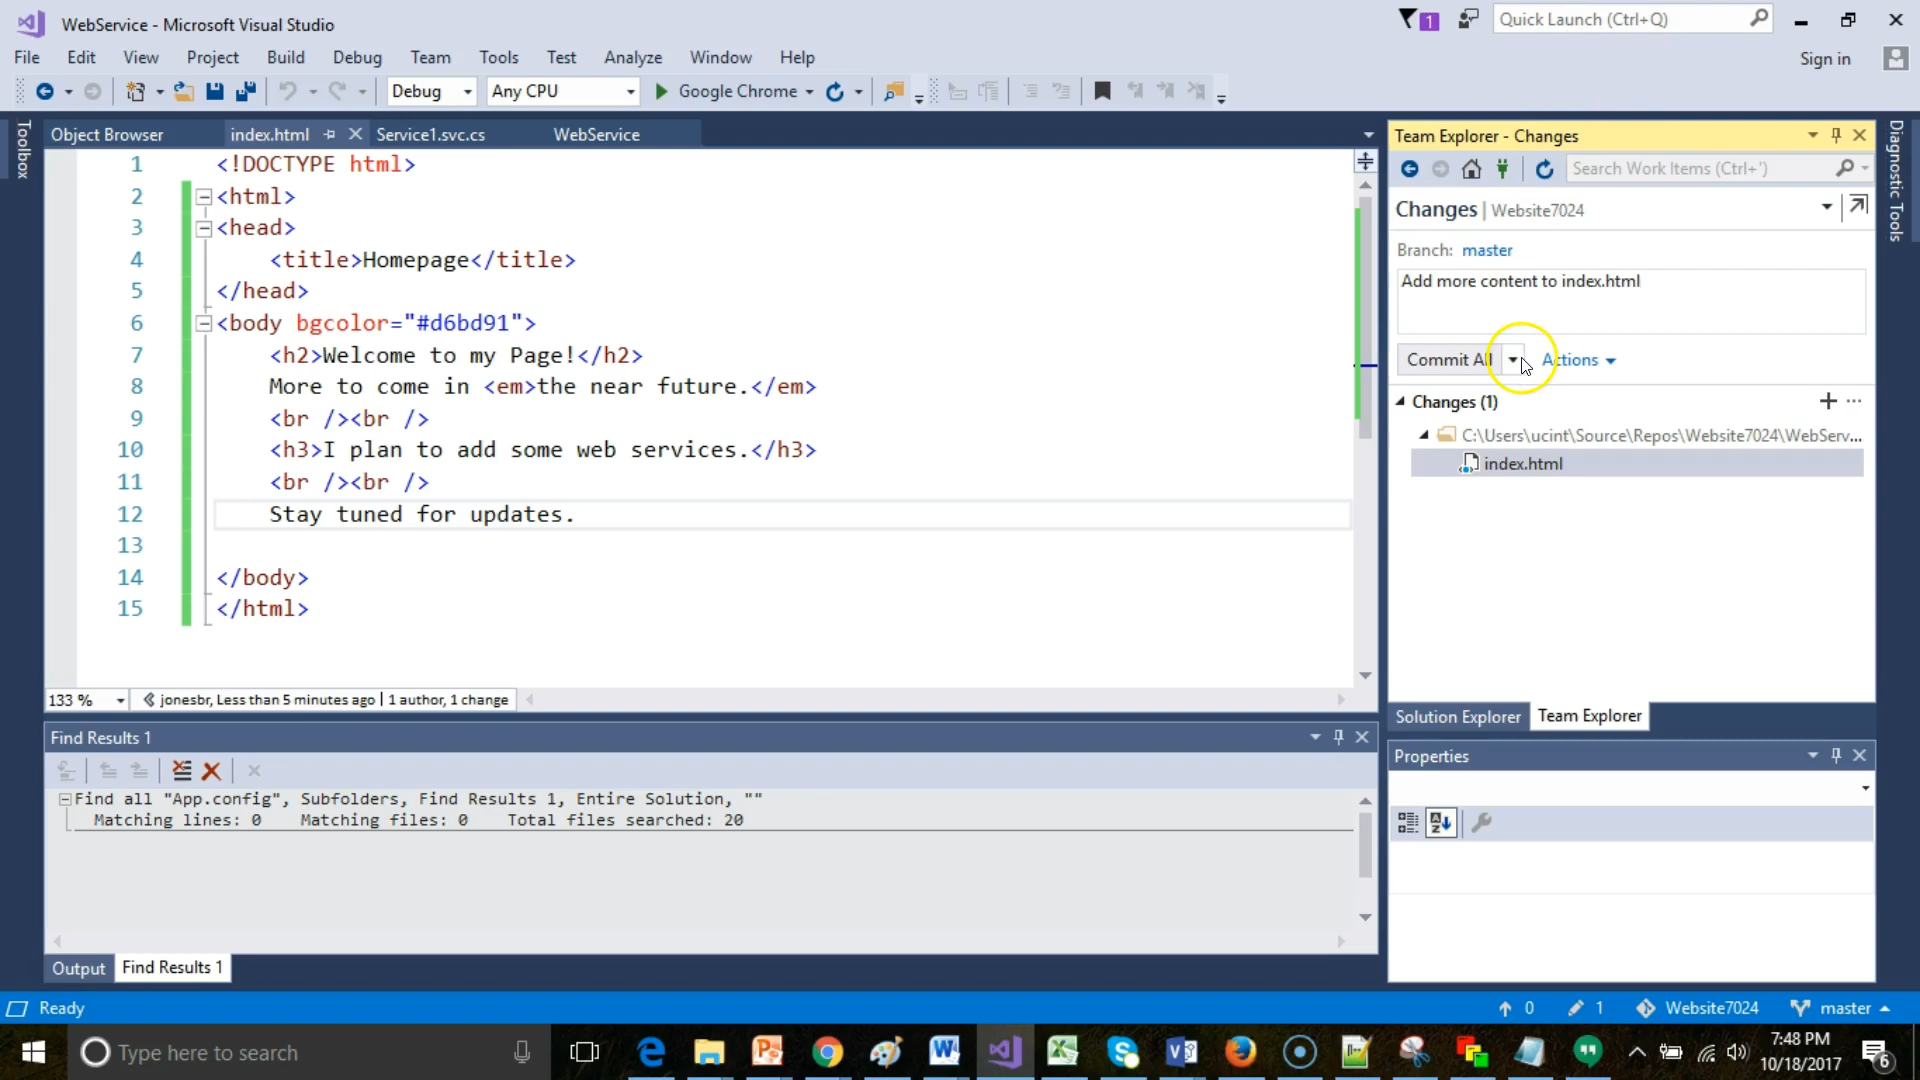 WebService - Microsoft Visual Studio
1
Quick Launch (Ctrl+Q)
File Edit View Project Build Debug Team Tools Test Analyze Window Help
Sign in
Debug Any CPU Google Chrome
Toolbox
Object Browser index.html Service1.svc.cs WebService
1 <!DOCTYPE html>
2 <html>
3 <head>
4 <title>Homepage</title>
5 </head>
6 <body bgcolor="#d6bd91">
7 <h2>Welcome to my Page!</h2>
8 More to come in <em>the near future.</em>
9 <br /><br />
10 <h3>I plan to add some web services.</h3>
11 <br /><br />
12 Stay tuned for updates.
13
14 </body>
15 </html>
133 % jonesbr, Less than 5 minutes ago | 1 author, 1 change
Find Results 1
Find all "App.config", Subfolders, Find Results 1, Entire Solution, ""
Matching lines: 0 Matching files: 0 Total files searched: 20
Output Find Results 1
Team Explorer - Changes
Search Work Items (Ctrl+')
Changes | Website7024
Branch: master
Add more content to index.html
Commit All Actions
Changes (1)
C:\Users\ucint\Source\Repos\Website7024\WebServ...
index.html
Solution Explorer Team Explorer
Properties
Diagnostic Tools
Ready
0 1 Website7024 master
Type here to search
7:48 PM
10/18/2017
6